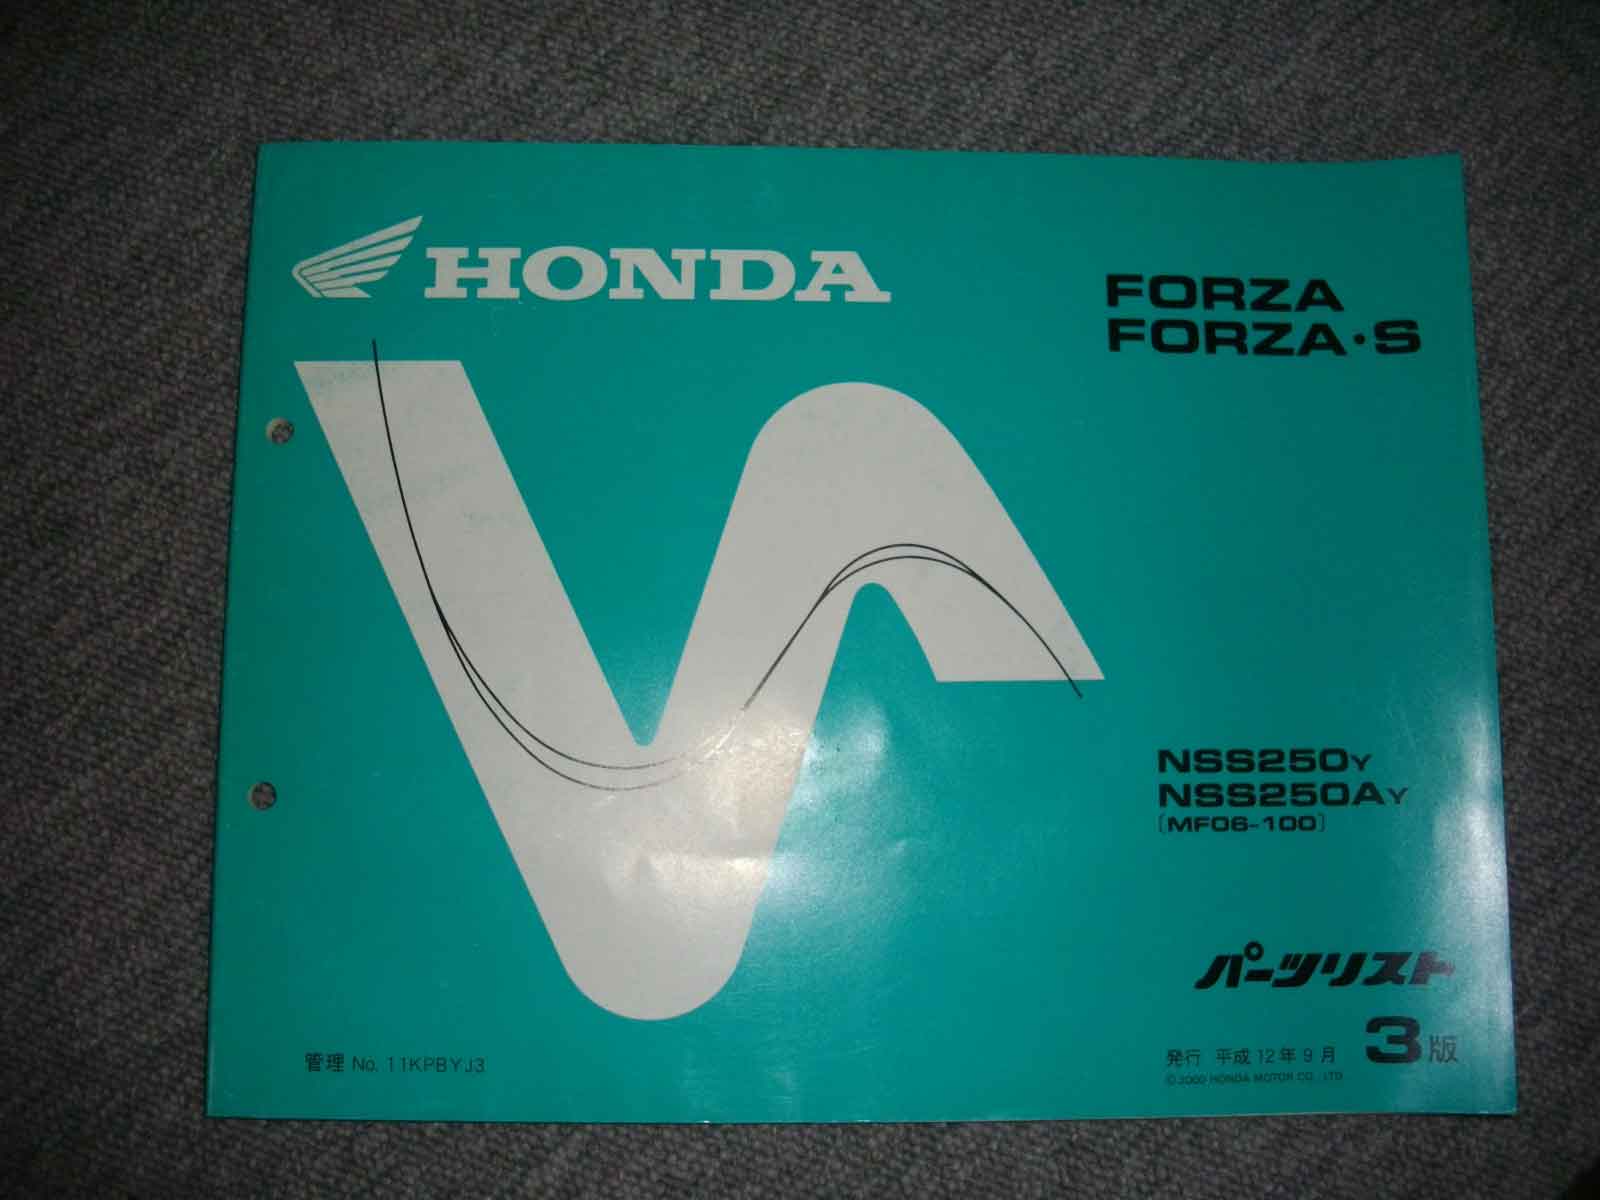 HONDA
FORZA
FORZA・S
NSS250Y
NSS250AY
[MF06-100]
パーツリスト
3版
発行 平成12年9月
© 2000 HONDA MOTOR CO., LTD.
管理 No. 11KPBYJ3